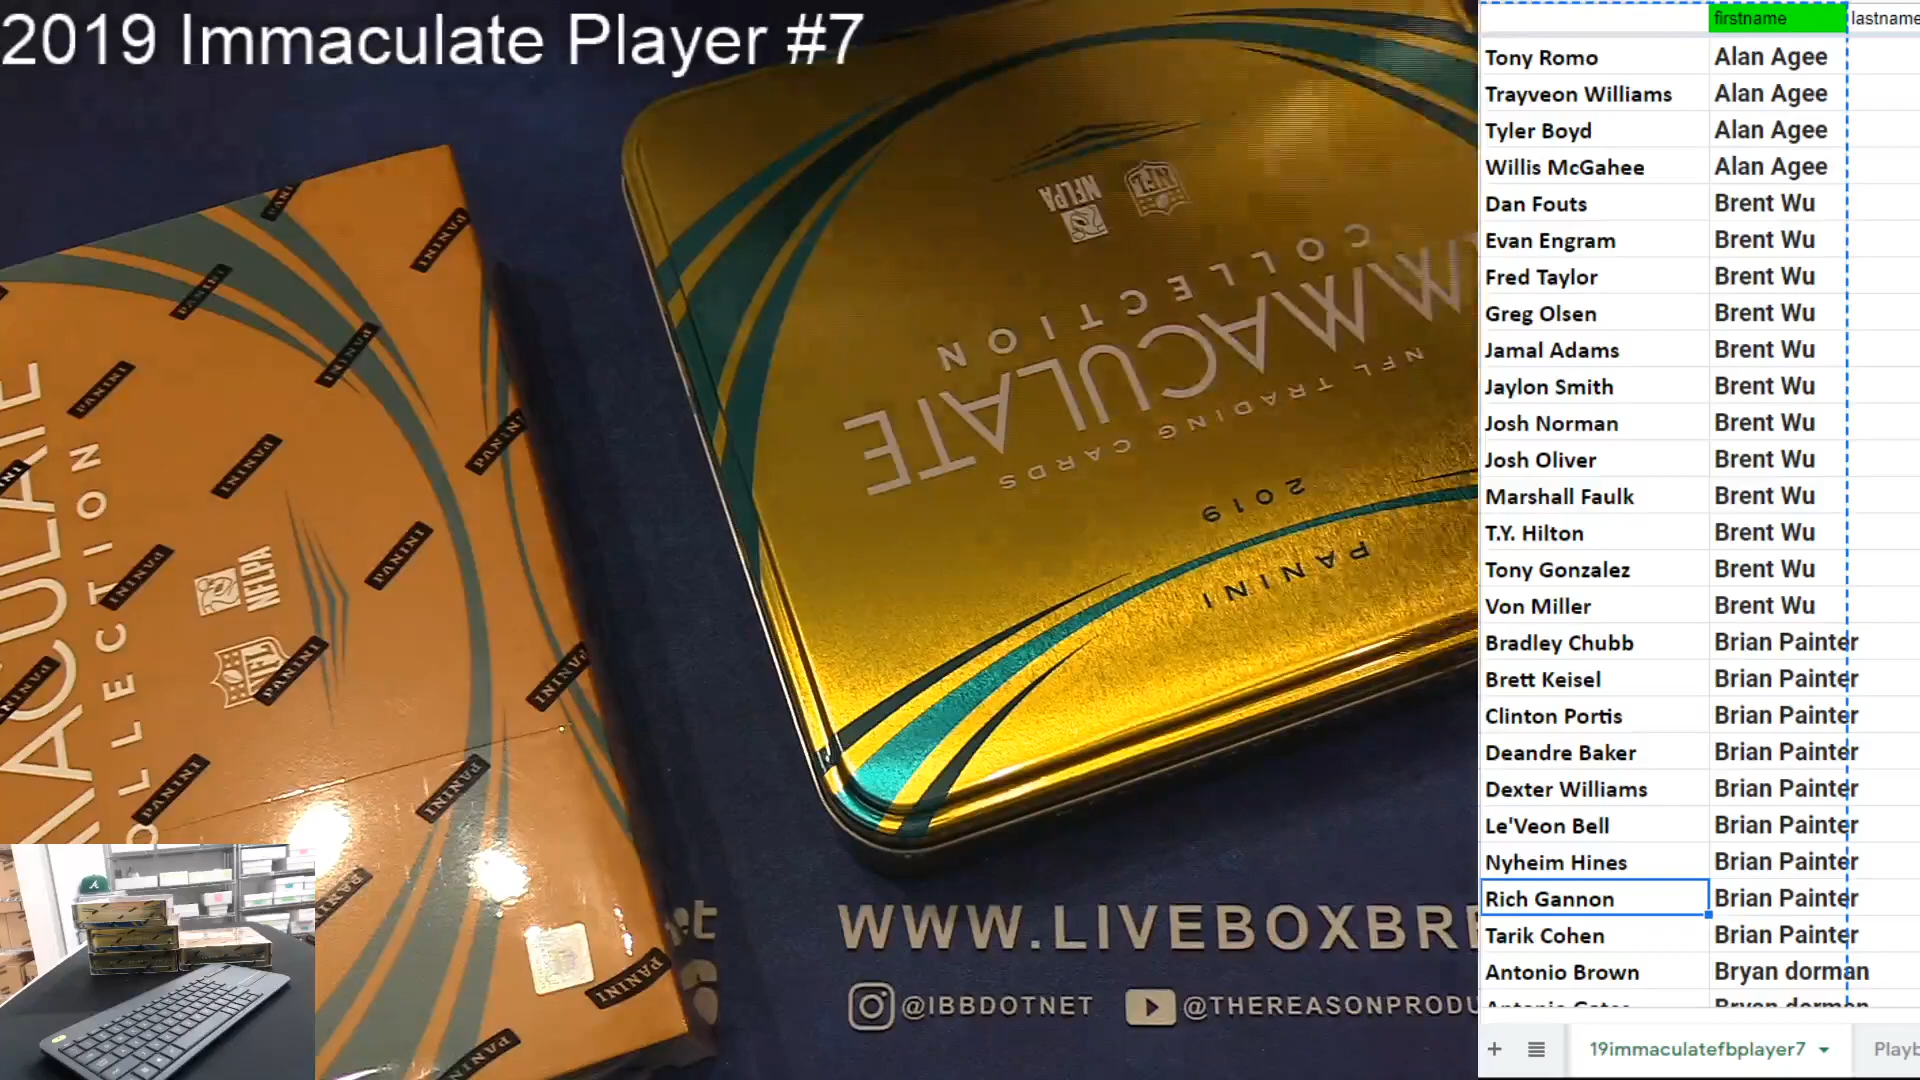 2019 Immaculate Player #7
firstname lastname
Tony Romo Alan Agee
Trayveon Williams Alan Agee
Tyler Boyd Alan Agee
Willis McGahee Alan Agee
Dan Fouts Brent Wu
Evan Engram Brent Wu
Fred Taylor Brent Wu
Greg Olsen Brent Wu
Jamal Adams Brent Wu
Jaylon Smith Brent Wu
Josh Norman Brent Wu
Josh Oliver Brent Wu
Marshall Faulk Brent Wu
T.Y. Hilton Brent Wu
Tony Gonzalez Brent Wu
Von Miller Brent Wu
Bradley Chubb Brian Painter
Brett Keisel Brian Painter
Clinton Portis Brian Painter
Deandre Baker Brian Painter
Dexter Williams Brian Painter
Le'Veon Bell Brian Painter
Nyheim Hines Brian Painter
Rich Gannon Brian Painter
Tarik Cohen Brian Painter
Antonio Brown Bryan dorman
19immaculatefbplayer7
PANINI
2019
NFL TRADING CARDS
IMMACULATE
COLLECTION
NFLPA
NFL
PANINI
NFLPA
NFL
WWW.LIVEBOXBRE
@IBBDOTNET
@THEREASONPRODU